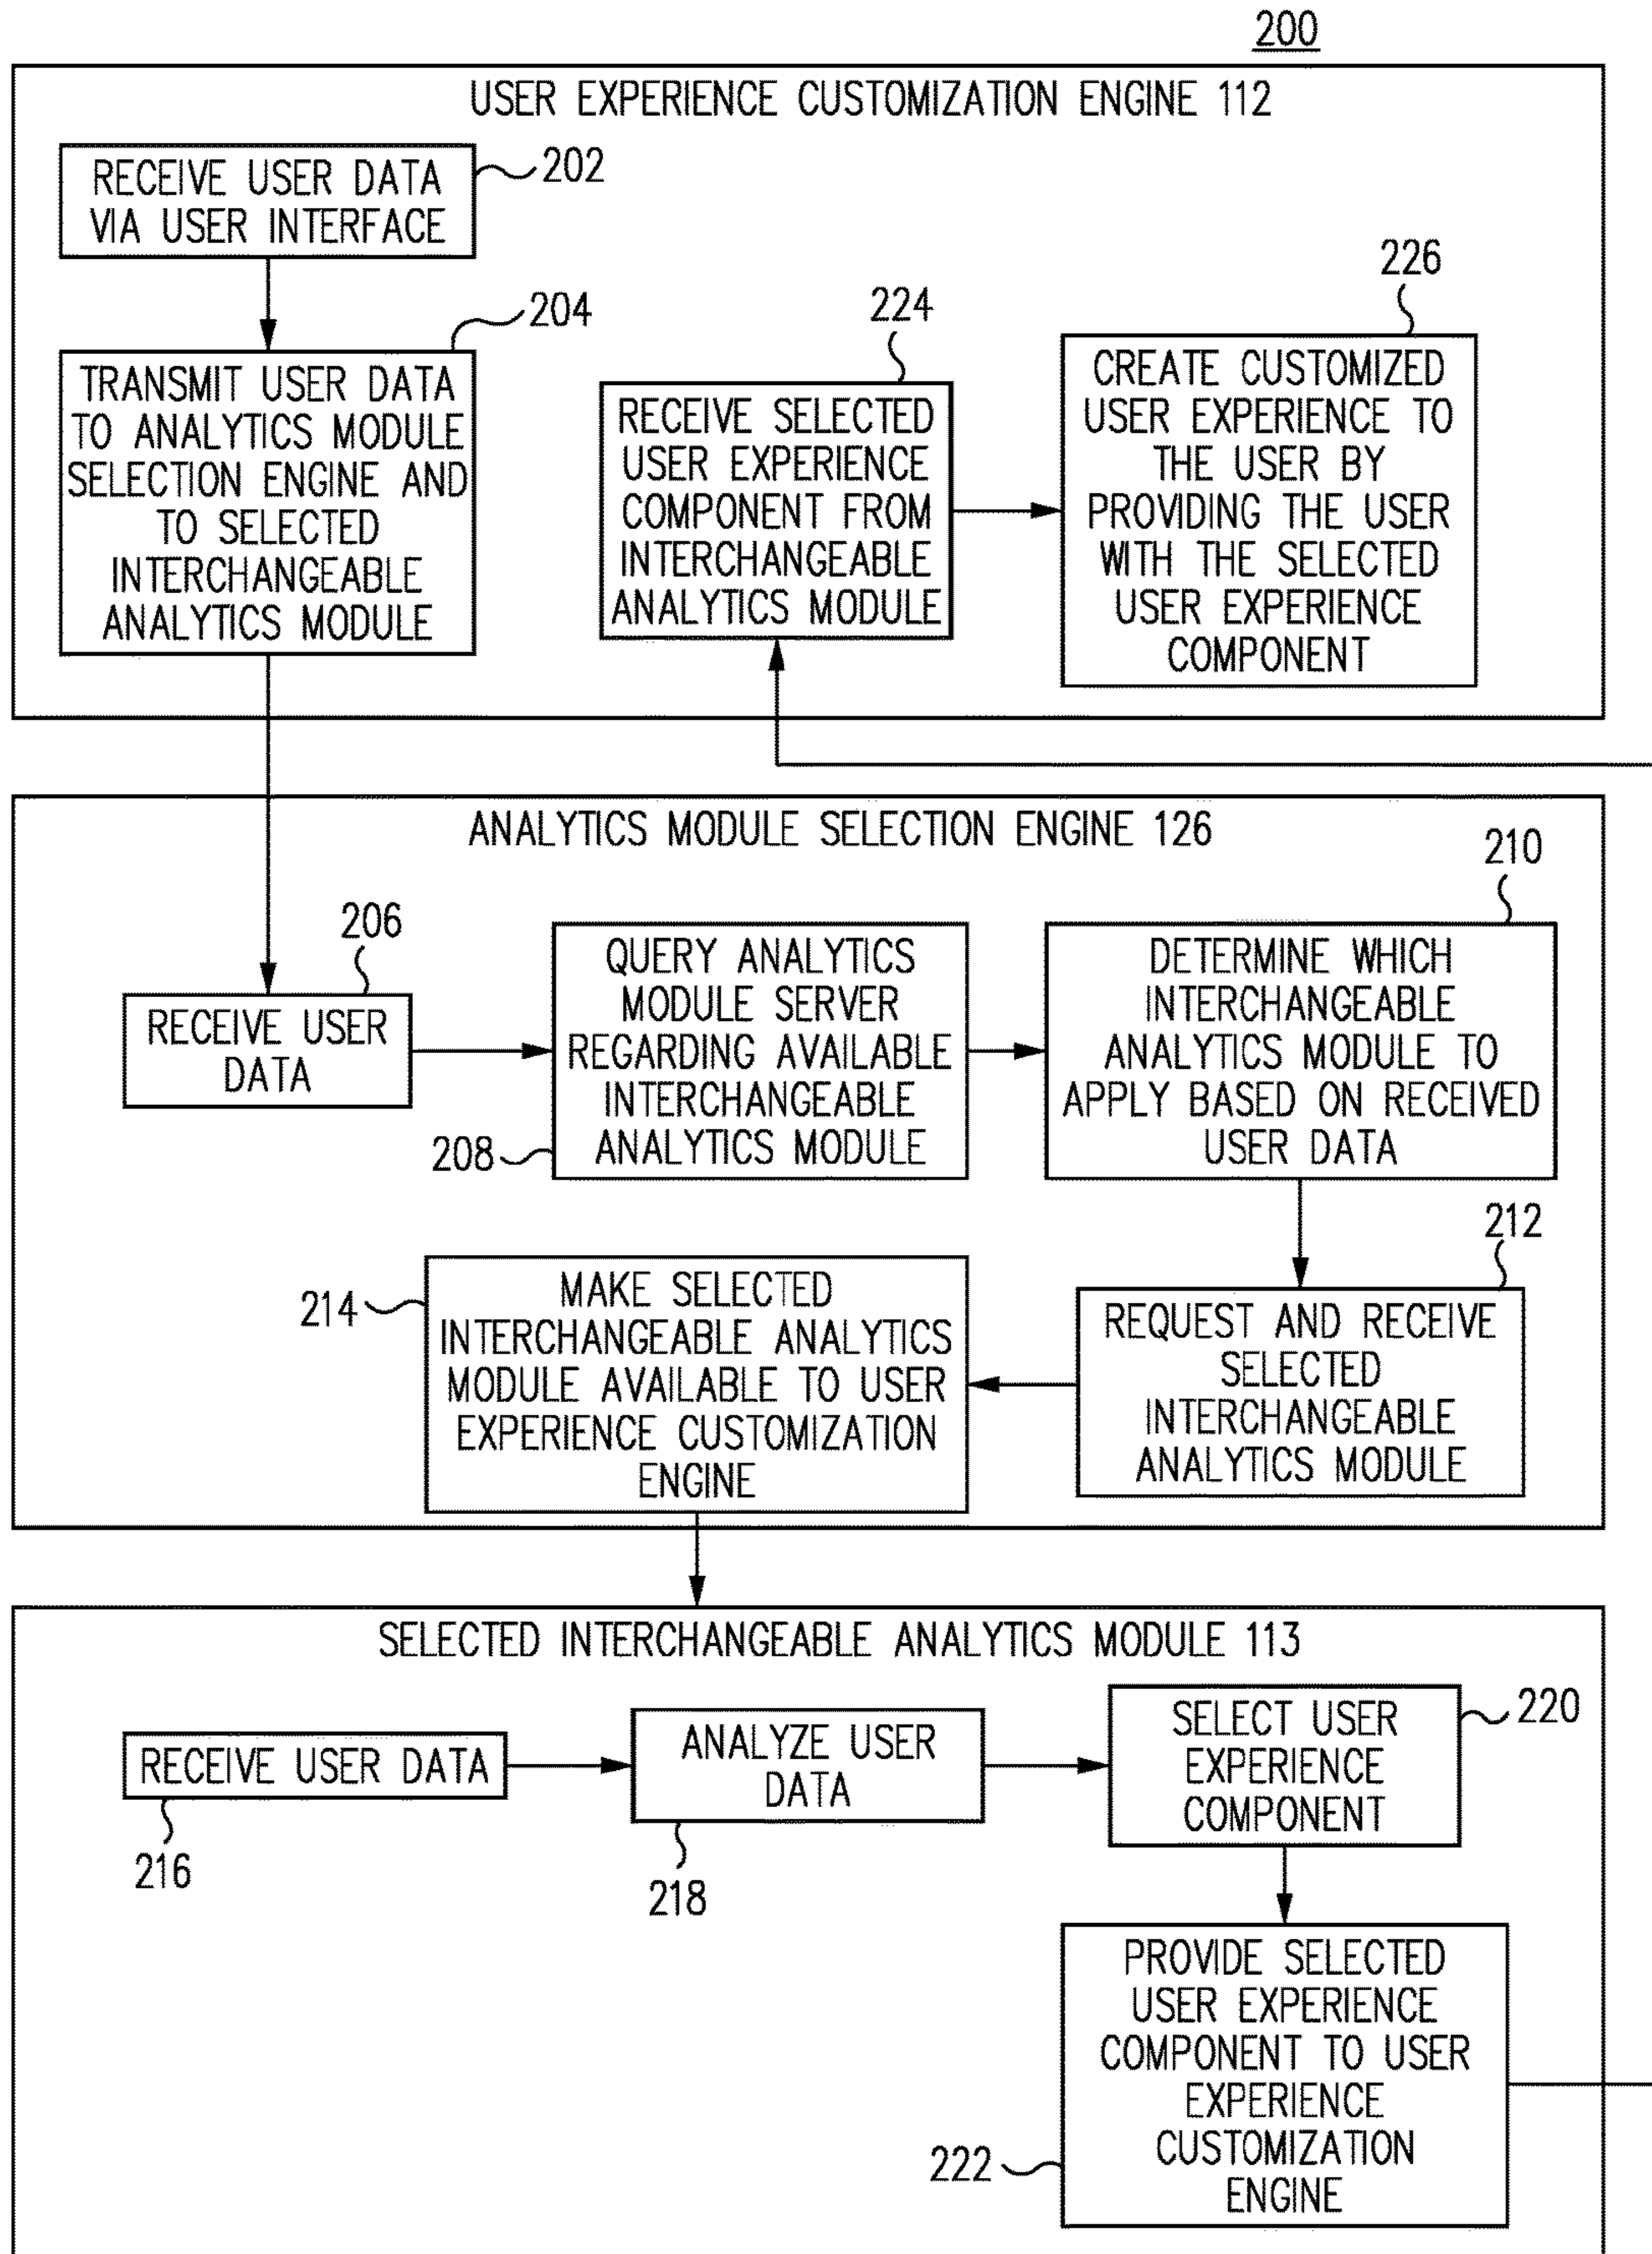 200
USER EXPERIENCE CUSTOMIZATION ENGINE 112
RECEIVE USER DATA
VIA USER INTERFACE
202
TRANSMIT USER DATA
TO ANALYTICS MODULE
SELECTION ENGINE AND
TO SELECTED
INTERCHANGEABLE
ANALYTICS MODULE
204
RECEIVE SELECTED
USER EXPERIENCE
COMPONENT FROM
INTERCHANGEABLE
ANALYTICS MODULE
224
CREATE CUSTOMIZED
USER EXPERIENCE TO
THE USER BY
PROVIDING THE USER
WITH THE SELECTED
USER EXPERIENCE
COMPONENT
226
ANALYTICS MODULE SELECTION ENGINE 126
206
RECEIVE USER
DATA
QUERY ANALYTICS
MODULE SERVER
REGARDING AVAILABLE
INTERCHANGEABLE
ANALYTICS MODULE
208
210
DETERMINE WHICH
INTERCHANGEABLE
ANALYTICS MODULE TO
APPLY BASED ON RECEIVED
USER DATA
212
REQUEST AND RECEIVE
SELECTED
INTERCHANGEABLE
ANALYTICS MODULE
214
MAKE SELECTED
INTERCHANGEABLE ANALYTICS
MODULE AVAILABLE TO USER
EXPERIENCE CUSTOMIZATION
ENGINE
SELECTED INTERCHANGEABLE ANALYTICS MODULE 113
RECEIVE USER DATA
216
ANALYZE USER
DATA
218
SELECT USER
EXPERIENCE
COMPONENT
220
PROVIDE SELECTED
USER EXPERIENCE
COMPONENT TO USER
EXPERIENCE
CUSTOMIZATION
ENGINE
222